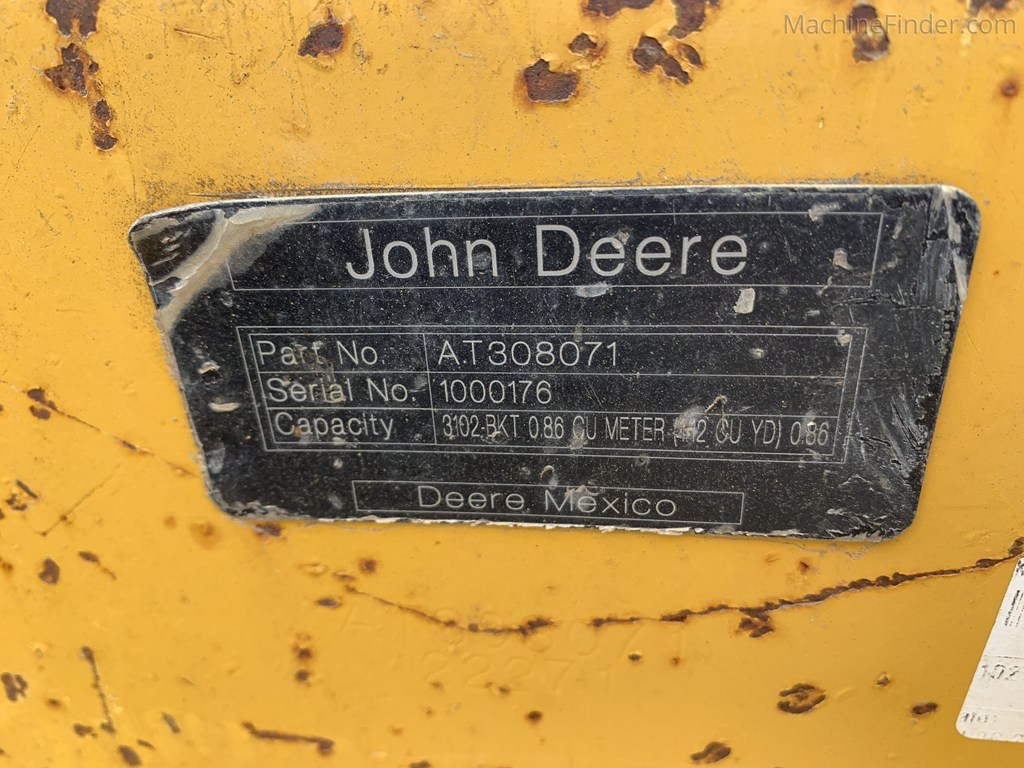 MachineFinder.com
John Deere
Part No. AT308071
Serial No. 1000176
Capacity 3102-BKT 0.86 CU METER CU YD) 0.86
Deere Mexico
22271